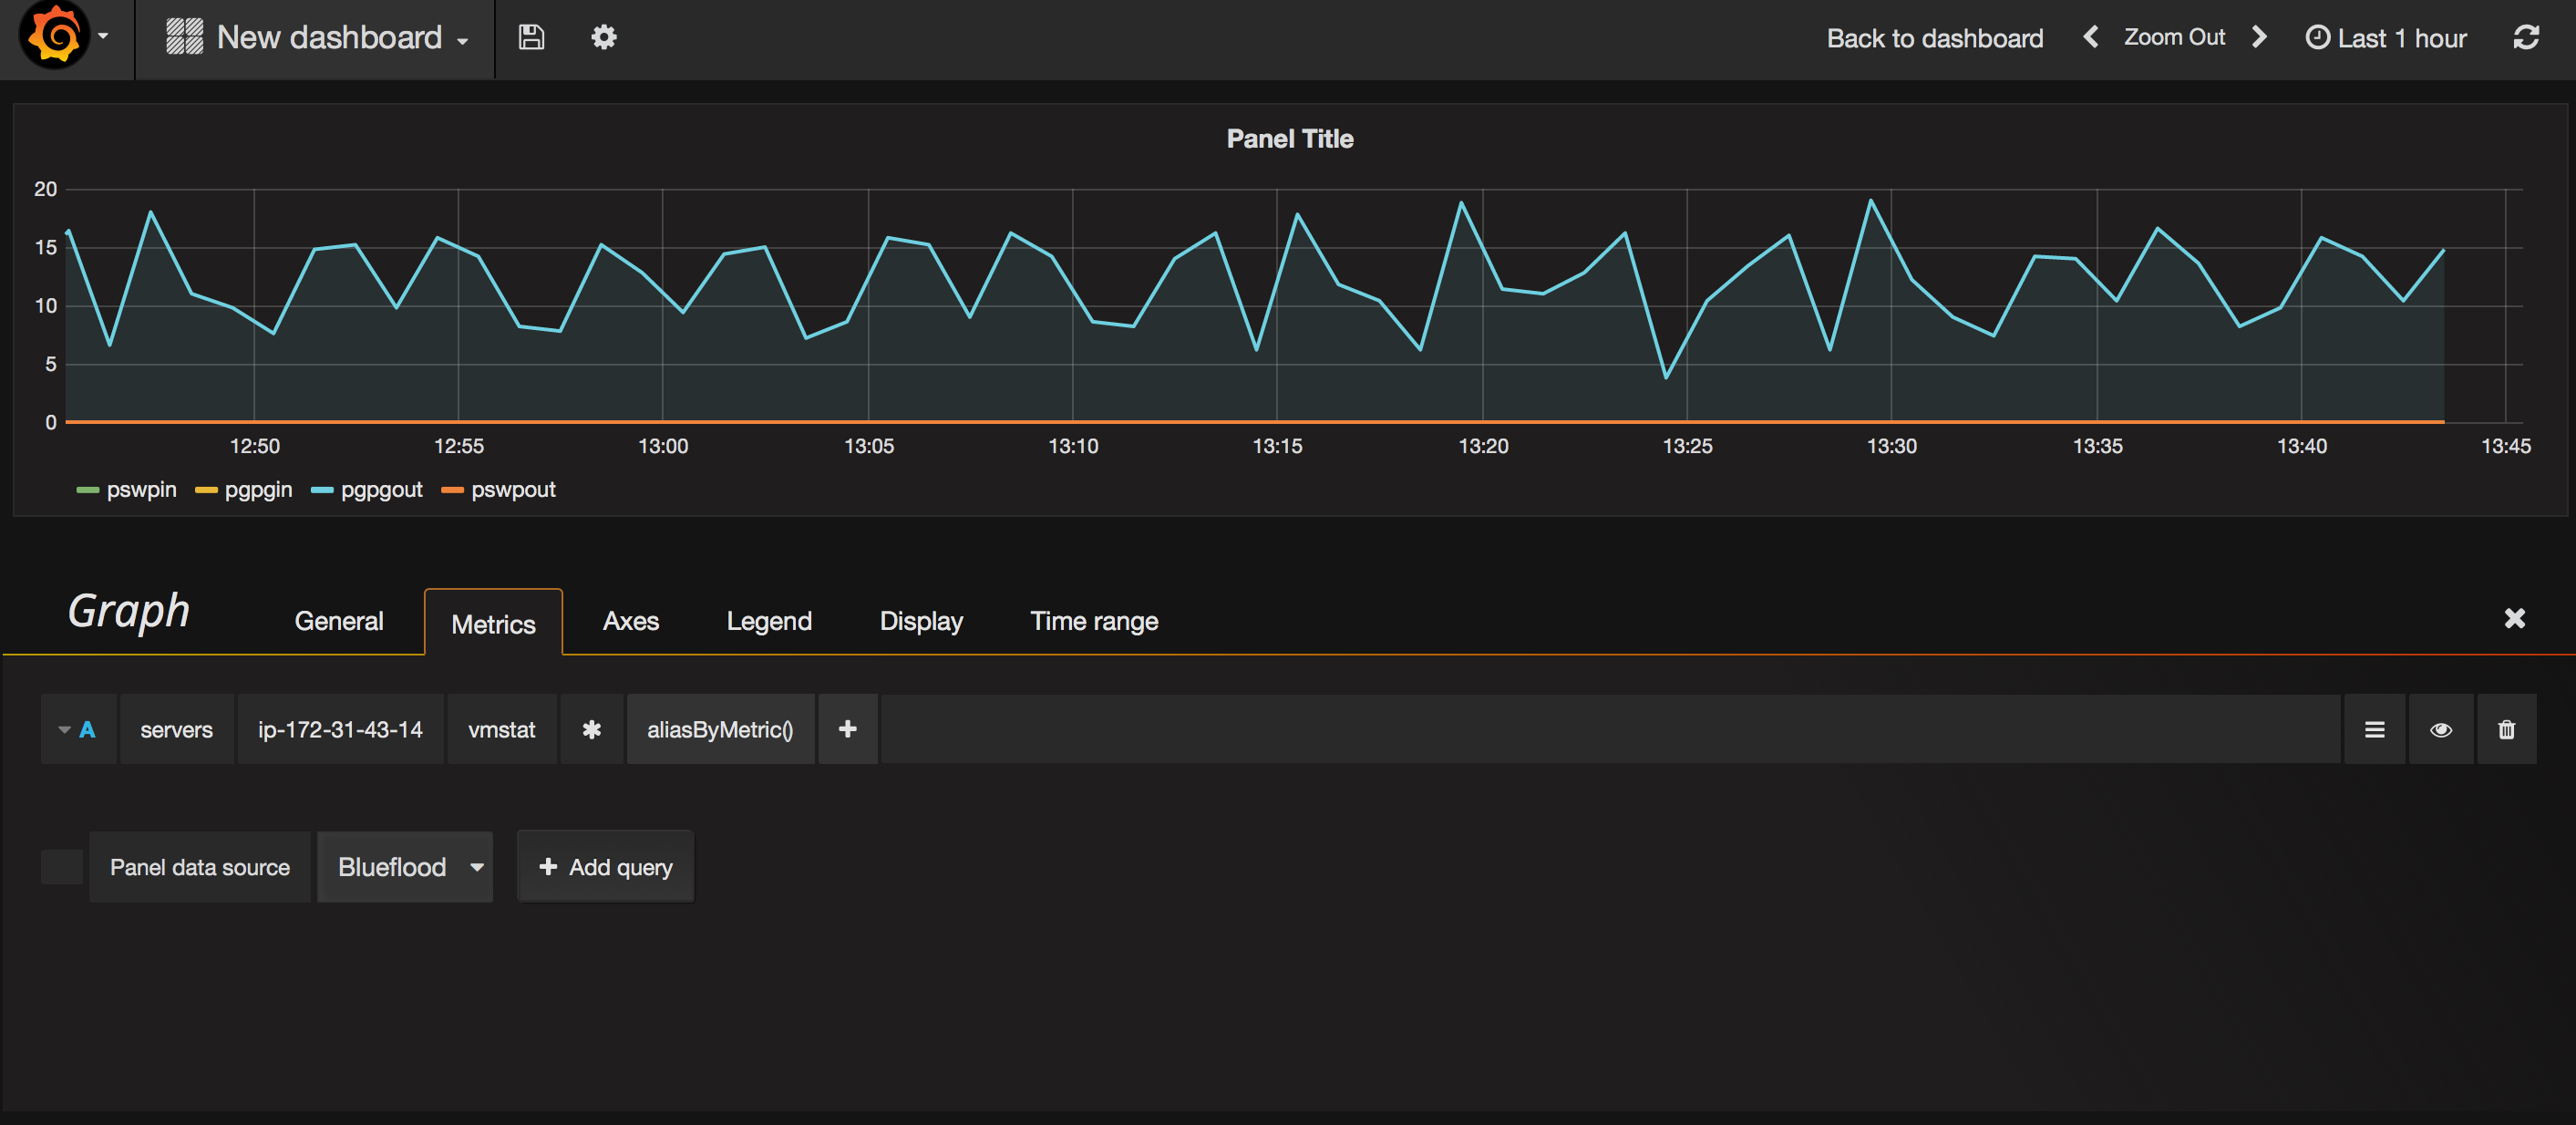 New dashboard
Back to dashboard Zoom Out Last 1 hour
Panel Title
20
15
10
5
0
12:50 12:55 13:00 13:05 13:10 13:15 13:20 13:25 13:30 13:35 13:40 13:45
pswpin pgpgin pgpgout pswpout
Graph General Metrics Axes Legend Display Time range
A servers ip-172-31-43-14 vmstat * aliasByMetric() +
Panel data source Blueflood + Add query